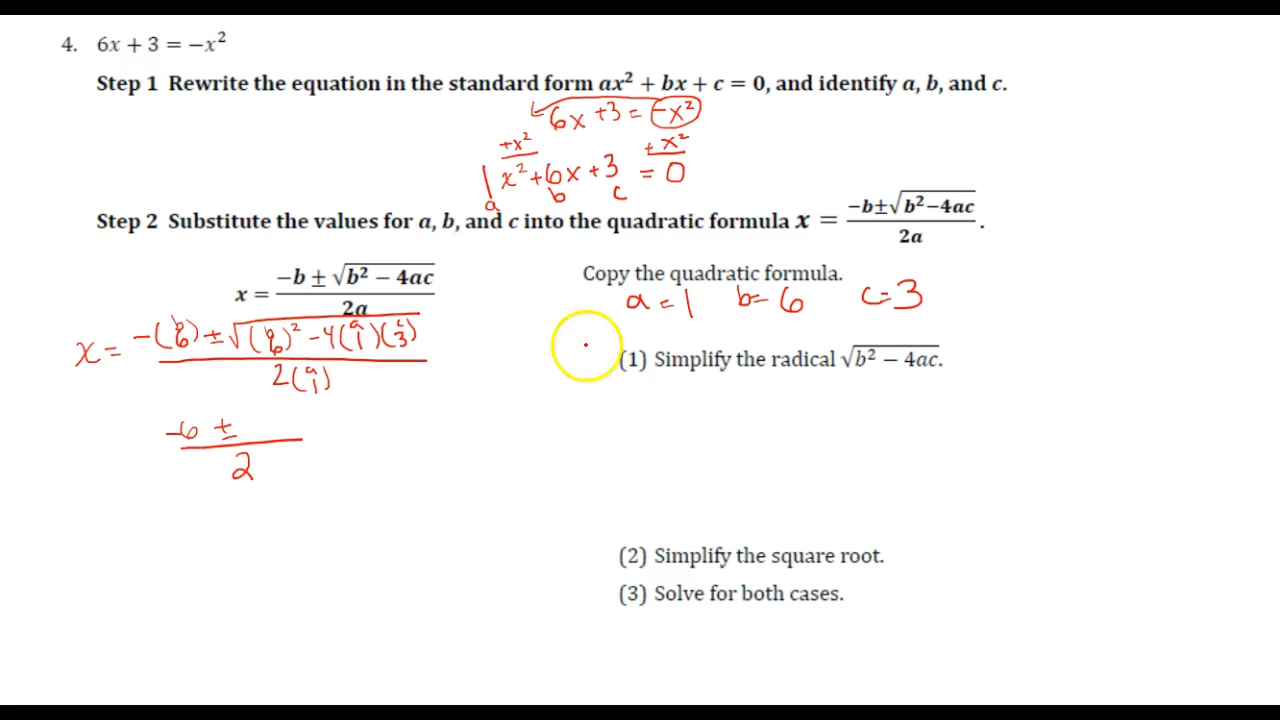 4. 6x + 3 = −x²
Step 1 Rewrite the equation in the standard form ax² + bx + c = 0, and identify a, b, and c.
6x + 3 = −x²
+x² + x²
1 x² + 6x + 3 = 0
a b c
Step 2 Substitute the values for a, b, and c into the quadratic formula x = (−b±√b²−4ac)/2a.
x = (−b ± √b² − 4ac)/2a
Copy the quadratic formula.
a = 1 b = 6 c = 3
x = (−(6) ± √(6)² − 4(1)(3))/2(1)
b b a c
a
(1) Simplify the radical √b² − 4ac.
−6 ±
2
(2) Simplify the square root.
(3) Solve for both cases.